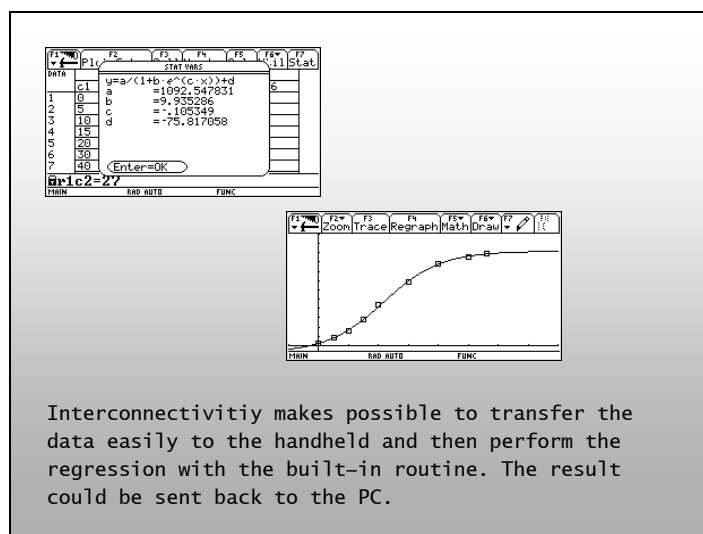 F1 F2 F3 F4 F5 F6 F7
Stat
DATA
STAT VARS
y=a/(1+b·e^(c·x))+d
a =1092.547831
b =9.935286
c =-.105349
d =-75.817058
Enter=OK
c1
1 0
2 5
3 10
4 15
5 20
6 30
7 40
r1c2=27
MAIN RAD AUTO FUNC
F1 F2 F3 F4 F5 F6 F7
Zoom Trace Regraph Math Draw
MAIN RAD AUTO FUNC
Interconnectivitiy makes possible to transfer the
data easily to the handheld and then perform the
regression with the built-in routine. The result
could be sent back to the PC.